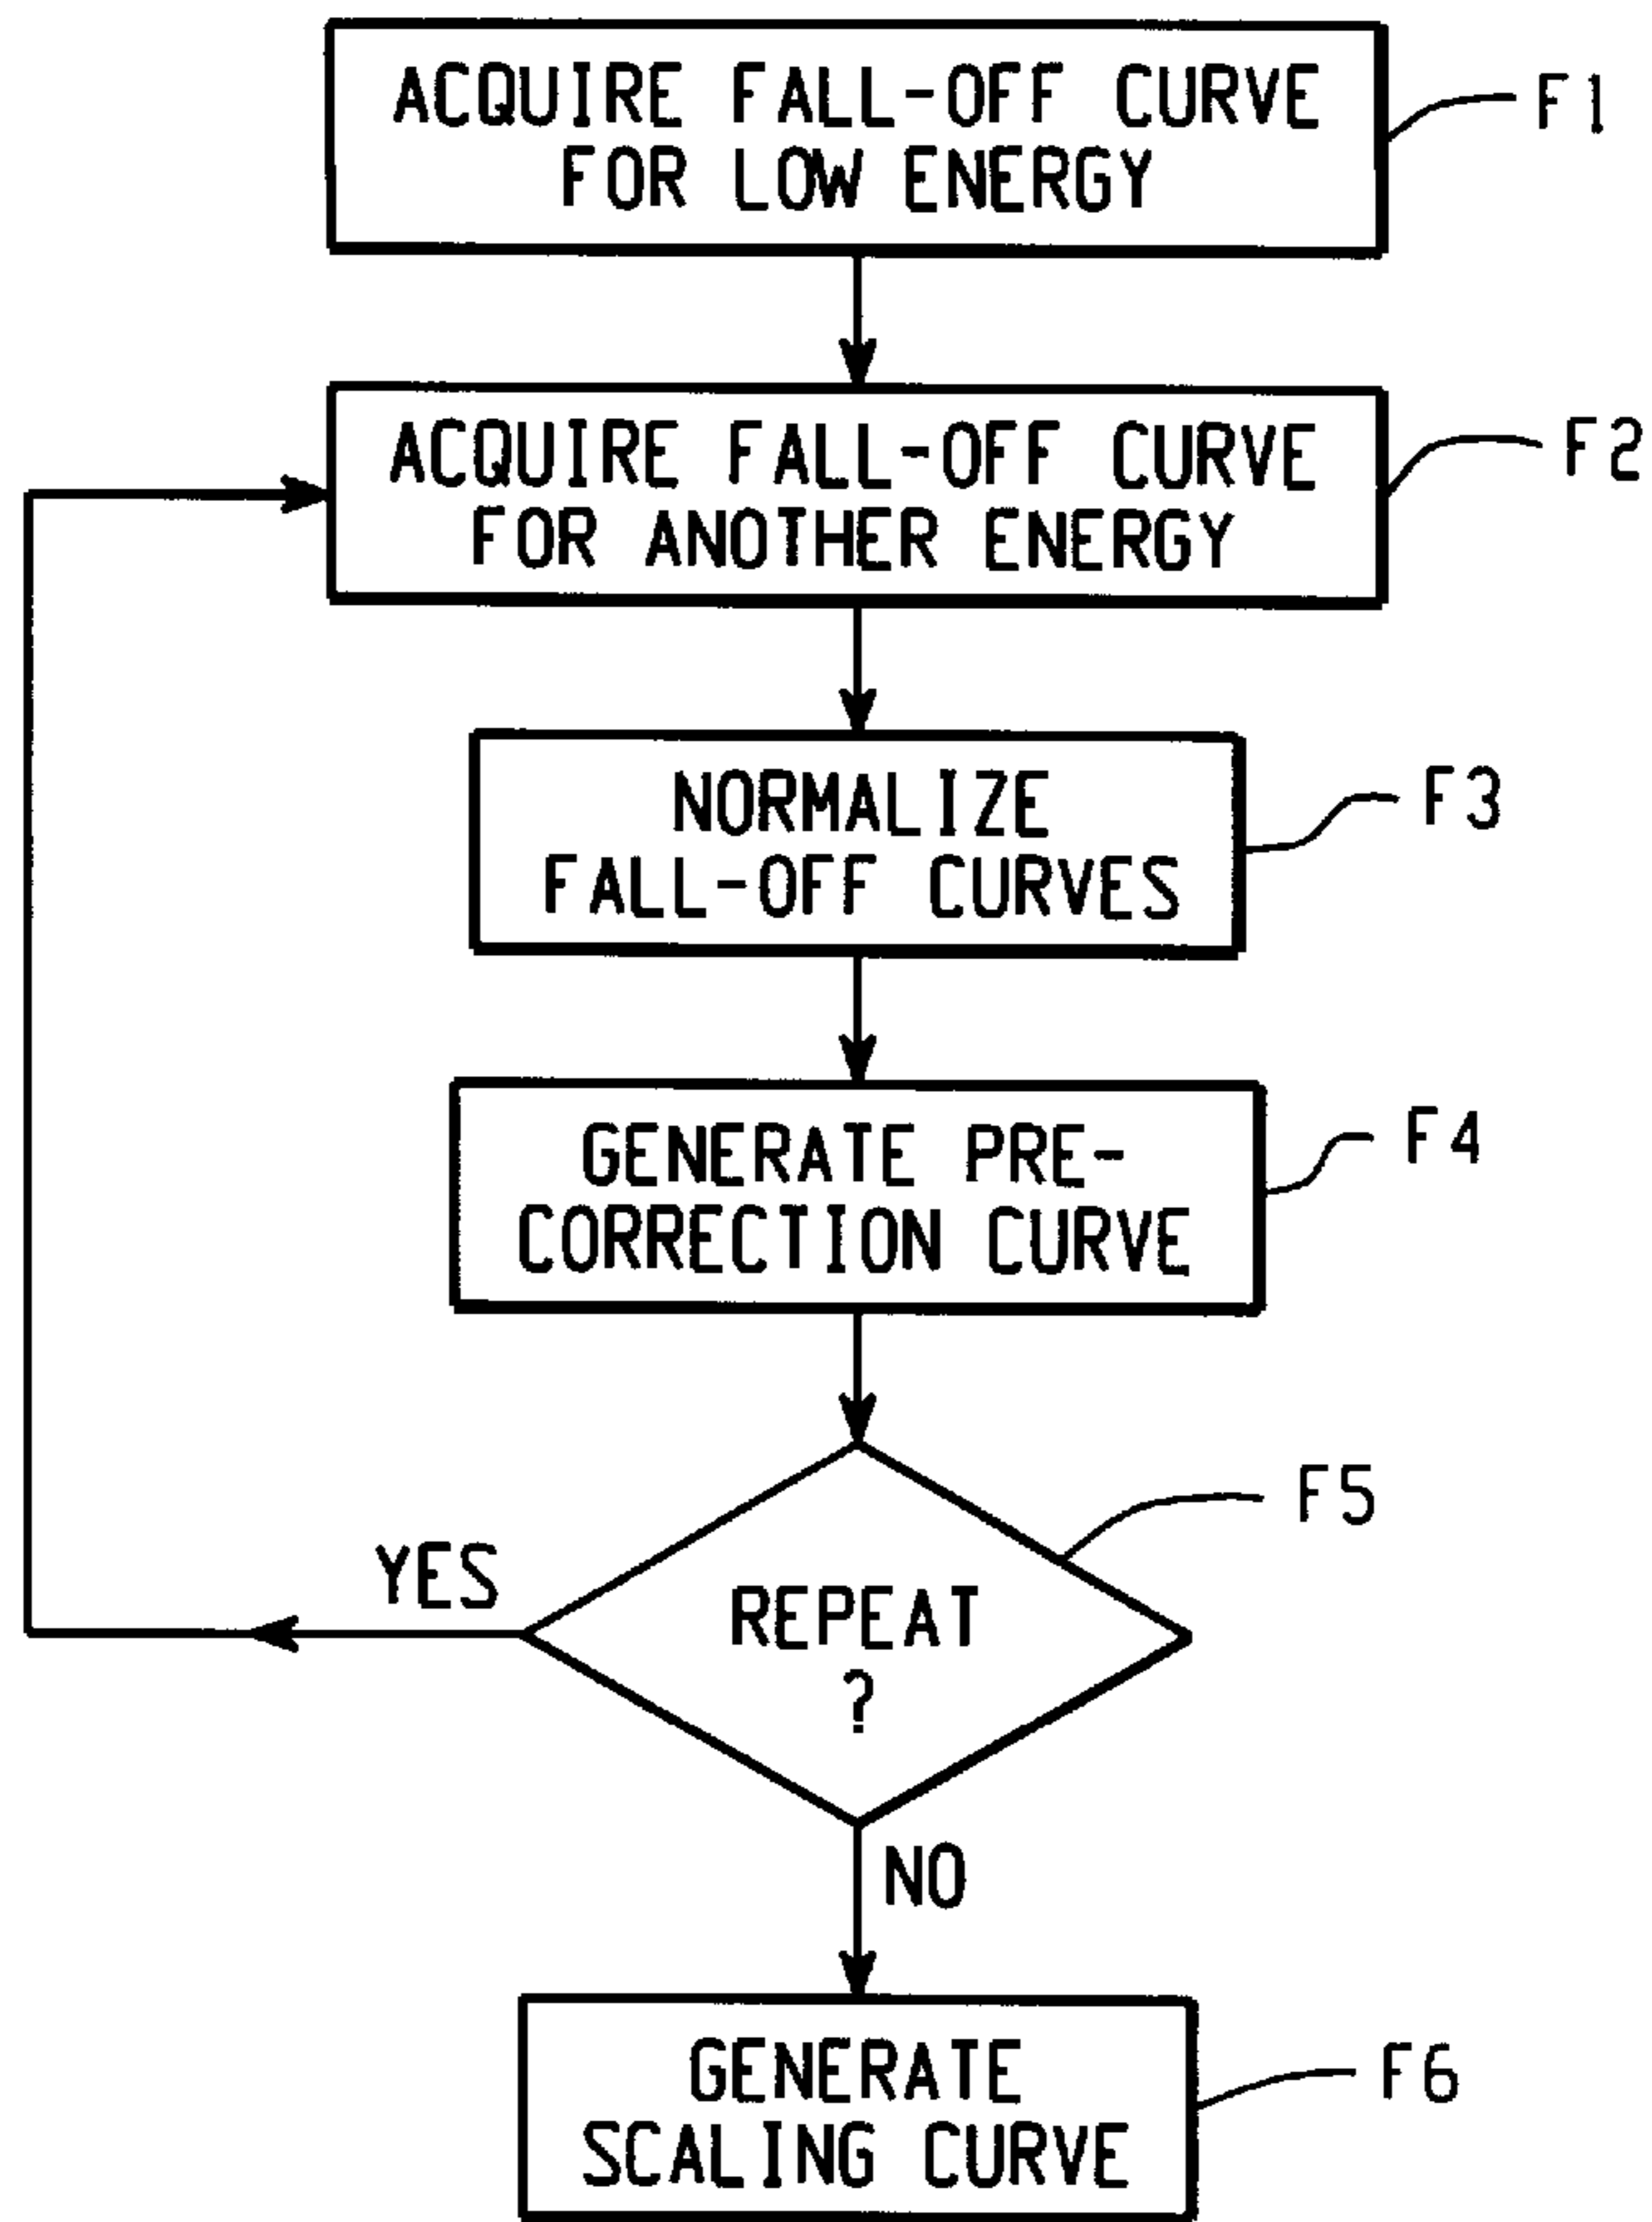 ACQUIRE FALL-OFF CURVE
FOR LOW ENERGY
F1
ACQUIRE FALL-OFF CURVE
FOR ANOTHER ENERGY
F2
NORMALIZE
FALL-OFF CURVES
F3
GENERATE PRE-
CORRECTION CURVE
F4
F5
YES
REPEAT
?
NO
GENERATE
SCALING CURVE
F6